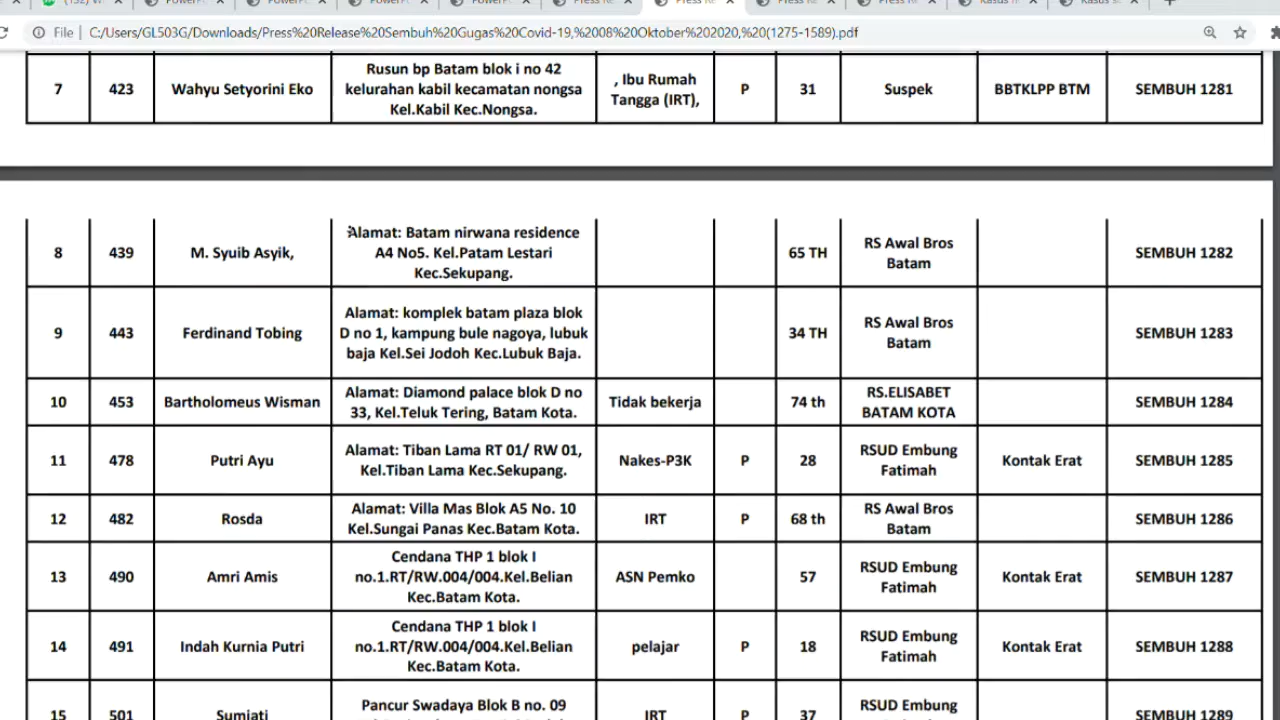 File | C:/Users/GL503G/Downloads/Press%20Release%20Sembuh%20Gugas%20Covid-19,%2008%20Oktober%202020,%20(1275-1589).pdf
7 423 Wahyu Setyorini Eko Rusun bp Batam blok i no 42 kelurahan kabil kecamatan nongsa Kel.Kabil Kec.Nongsa. , Ibu Rumah Tangga (IRT), P 31 Suspek BBTKLPP BTM SEMBUH 1281
8 439 M. Syuib Asyik, Alamat: Batam nirwana residence A4 No5. Kel.Patam Lestari Kec.Sekupang. 65 TH RS Awal Bros Batam SEMBUH 1282
9 443 Ferdinand Tobing Alamat: komplek batam plaza blok D no 1, kampung bule nagoya, lubuk baja Kel.Sei Jodoh Kec.Lubuk Baja. 34 TH RS Awal Bros Batam SEMBUH 1283
10 453 Bartholomeus Wisman Alamat: Diamond palace blok D no 33, Kel.Teluk Tering, Batam Kota. Tidak bekerja 74 th RS.ELISABET BATAM KOTA SEMBUH 1284
11 478 Putri Ayu Alamat: Tiban Lama RT 01/ RW 01, Kel.Tiban Lama Kec.Sekupang. Nakes-P3K P 28 RSUD Embung Fatimah Kontak Erat SEMBUH 1285
12 482 Rosda Alamat: Villa Mas Blok A5 No. 10 Kel.Sungai Panas Kec.Batam Kota. IRT P 68 th RS Awal Bros Batam SEMBUH 1286
13 490 Amri Amis Cendana THP 1 blok I no.1.RT/RW.004/004.Kel.Belian Kec.Batam Kota. ASN Pemko 57 RSUD Embung Fatimah Kontak Erat SEMBUH 1287
14 491 Indah Kurnia Putri Cendana THP 1 blok I no.1.RT/RW.004/004.Kel.Belian Kec.Batam Kota. pelajar P 18 RSUD Embung Fatimah Kontak Erat SEMBUH 1288
15 501 Sumiati Pancur Swadaya Blok B no. 09 IRT P 37 RSUD Embung SEMBUH 1289